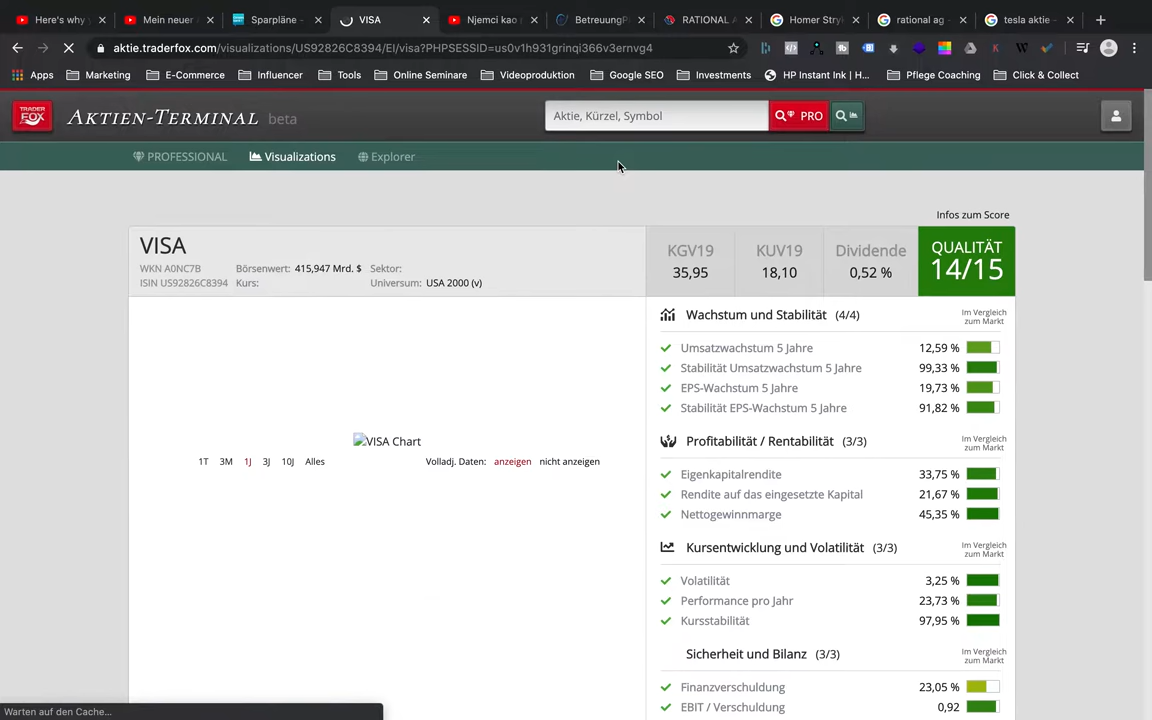 Here's why y
Mein neuer
Sparpläne –
VISA
Njemci kao
BetreuungP
RATIONAL A
Homer Stry
rational ag –
tesla aktie –
aktie.traderfox.com/visualizations/US92826C8394/EI/visa?PHPSESSID=us0v1h931grinqi366v3ernvg4
Apps
Marketing
E-Commerce
Influencer
Tools
Online Seminare
Videoproduktion
Google SEO
Investments
HP Instant Ink | H...
Pflege Coaching
Click & Collect
TRADER FOX
AKTIEN-TERMINAL beta
Aktie, Kürzel, Symbol
PRO
PROFESSIONAL
Visualizations
Explorer
Infos zum Score
VISA
WKN A0NC7B Börsenwert: 415,947 Mrd. $ Sektor:
ISIN US92826C8394 Kurs: Universum: USA 2000 (v)
KGV19
35,95
KUV19
18,10
Dividende
0,52 %
QUALITÄT
14/15
VISA Chart
1T 3M 1J 3J 10J Alles
Volladj. Daten: anzeigen nicht anzeigen
Wachstum und Stabilität (4/4)
Im Vergleich
zum Markt
Umsatzwachstum 5 Jahre 12,59 %
Stabilität Umsatzwachstum 5 Jahre 99,33 %
EPS-Wachstum 5 Jahre 19,73 %
Stabilität EPS-Wachstum 5 Jahre 91,82 %
Profitabilität / Rentabilität (3/3)
Im Vergleich
zum Markt
Eigenkapitalrendite 33,75 %
Rendite auf das eingesetzte Kapital 21,67 %
Nettogewinnmarge 45,35 %
Kursentwicklung und Volatilität (3/3)
Im Vergleich
zum Markt
Volatilität 3,25 %
Performance pro Jahr 23,73 %
Kursstabilität 97,95 %
Sicherheit und Bilanz (3/3)
Im Vergleich
zum Markt
Finanzverschuldung 23,05 %
EBIT / Verschuldung 0,92
Warten auf den Cache...